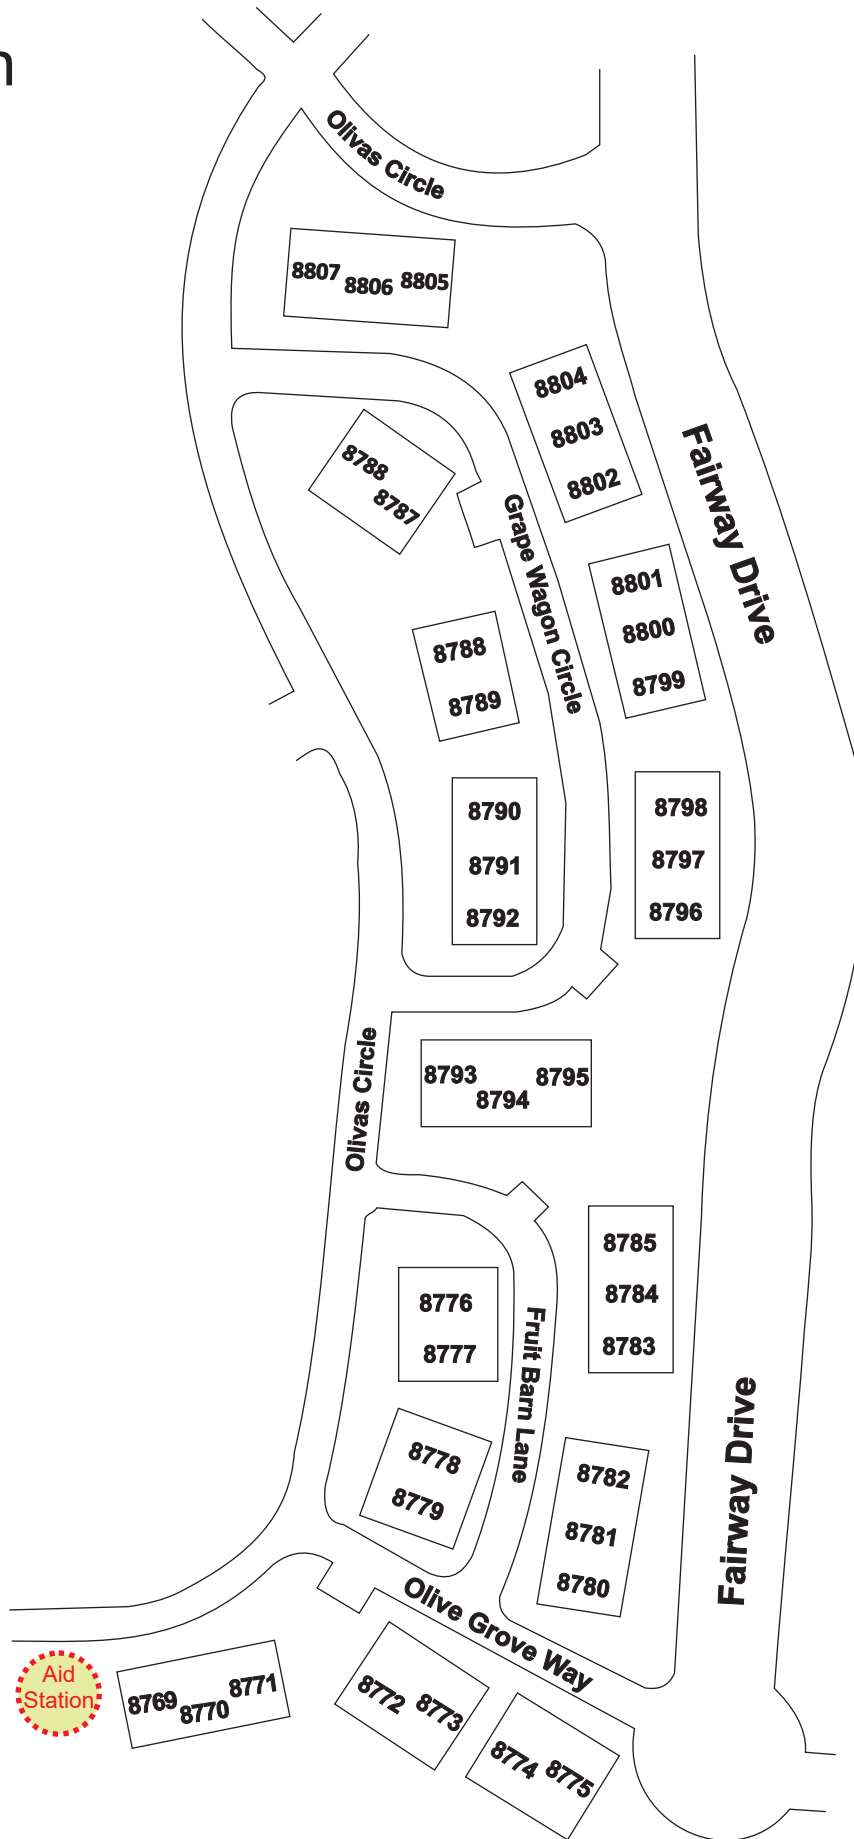 n
Olivas Circle
8807 8806 8805
8804
8803
8802
8788
8787
Grape Wagon Circle
Fairway Drive
8801
8800
8799
8788
8789
8790
8791
8792
8798
8797
8796
Olivas Circle
8793 8794 8795
8785
8784
8783
8776
8777
Fruit Barn Lane
Fairway Drive
8778
8779
8782
8781
8780
Olive Grove Way
Aid
Station
8769 8770 8771
8772 8773
8774 8775